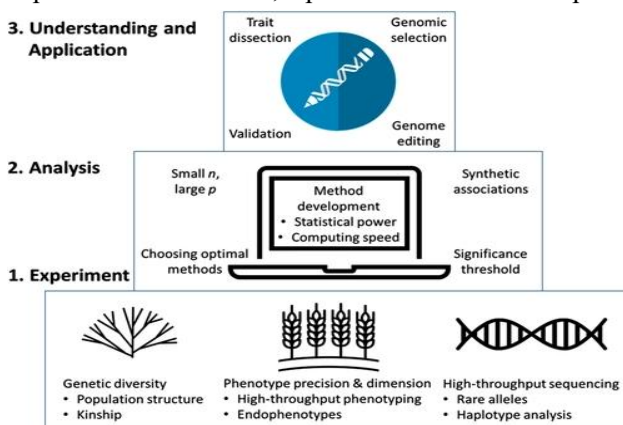 3. Understanding and
Application
Trait
dissection
Genomic
selection
Validation
Genome
editing
2. Analysis
Small n,
large p
Method
development
• Statistical power
• Computing speed
Synthetic
associations
Choosing optimal
methods
Significance
threshold
1. Experiment
Genetic diversity
• Population structure
• Kinship
Phenotype precision & dimension
• High-throughput phenotyping
• Endophenotypes
High-throughput sequencing
• Rare alleles
• Haplotype analysis